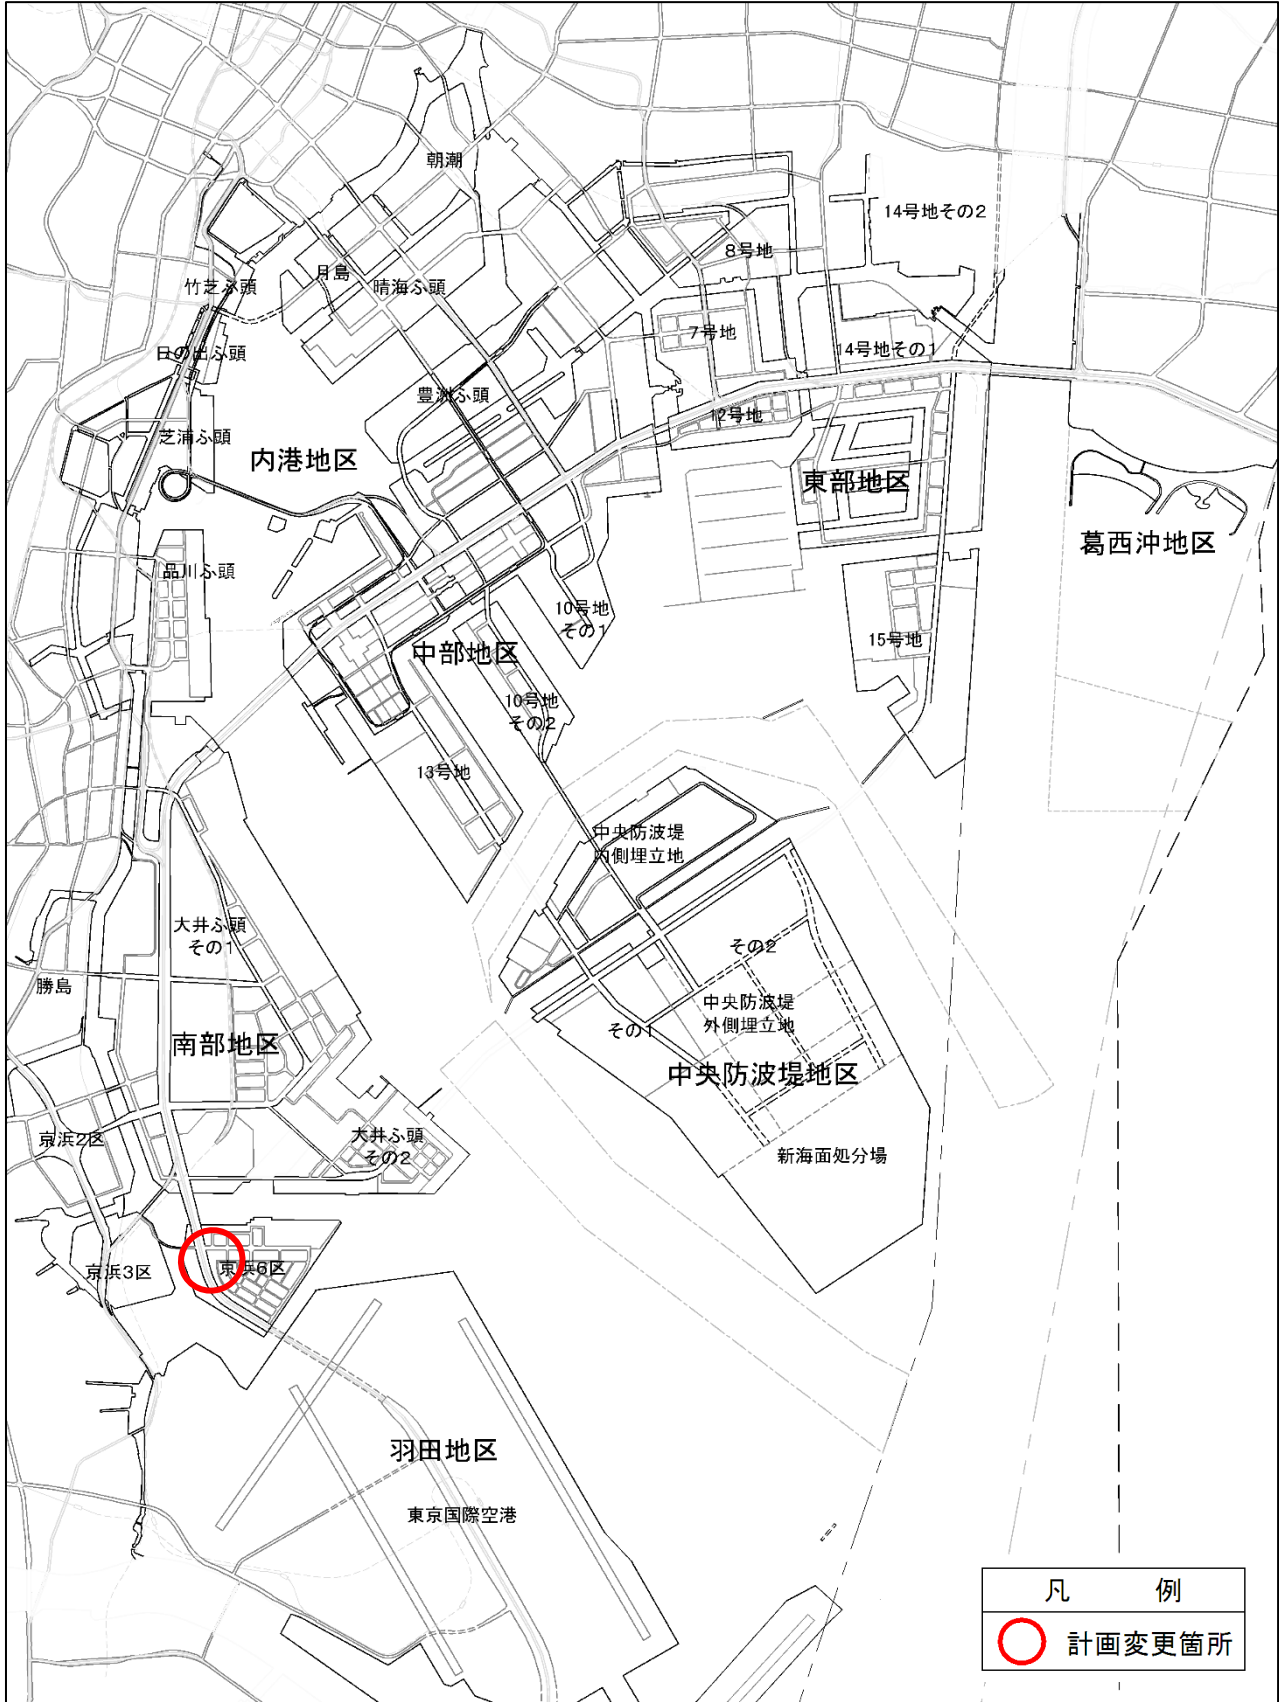 朝潮
14号地その2
8号地
月島
竹芝ふ頭
晴海ふ頭
7号地
日の出ふ頭
14号地その1
豊洲ふ頭
12号地
芝浦ふ頭
内港地区
東部地区
葛西沖地区
品川ふ頭
10号地
その1
15号地
中部地区
10号地
その2
13号地
中央防波堤
内側埋立地
大井ふ頭
その1
その2
勝島
中央防波堤
外側埋立地
その1
南部地区
中央防波堤地区
京浜2区
大井ふ頭
その2
新海面処分場
京浜3区
京浜6区
羽田地区
東京国際空港
凡 例
計画変更箇所